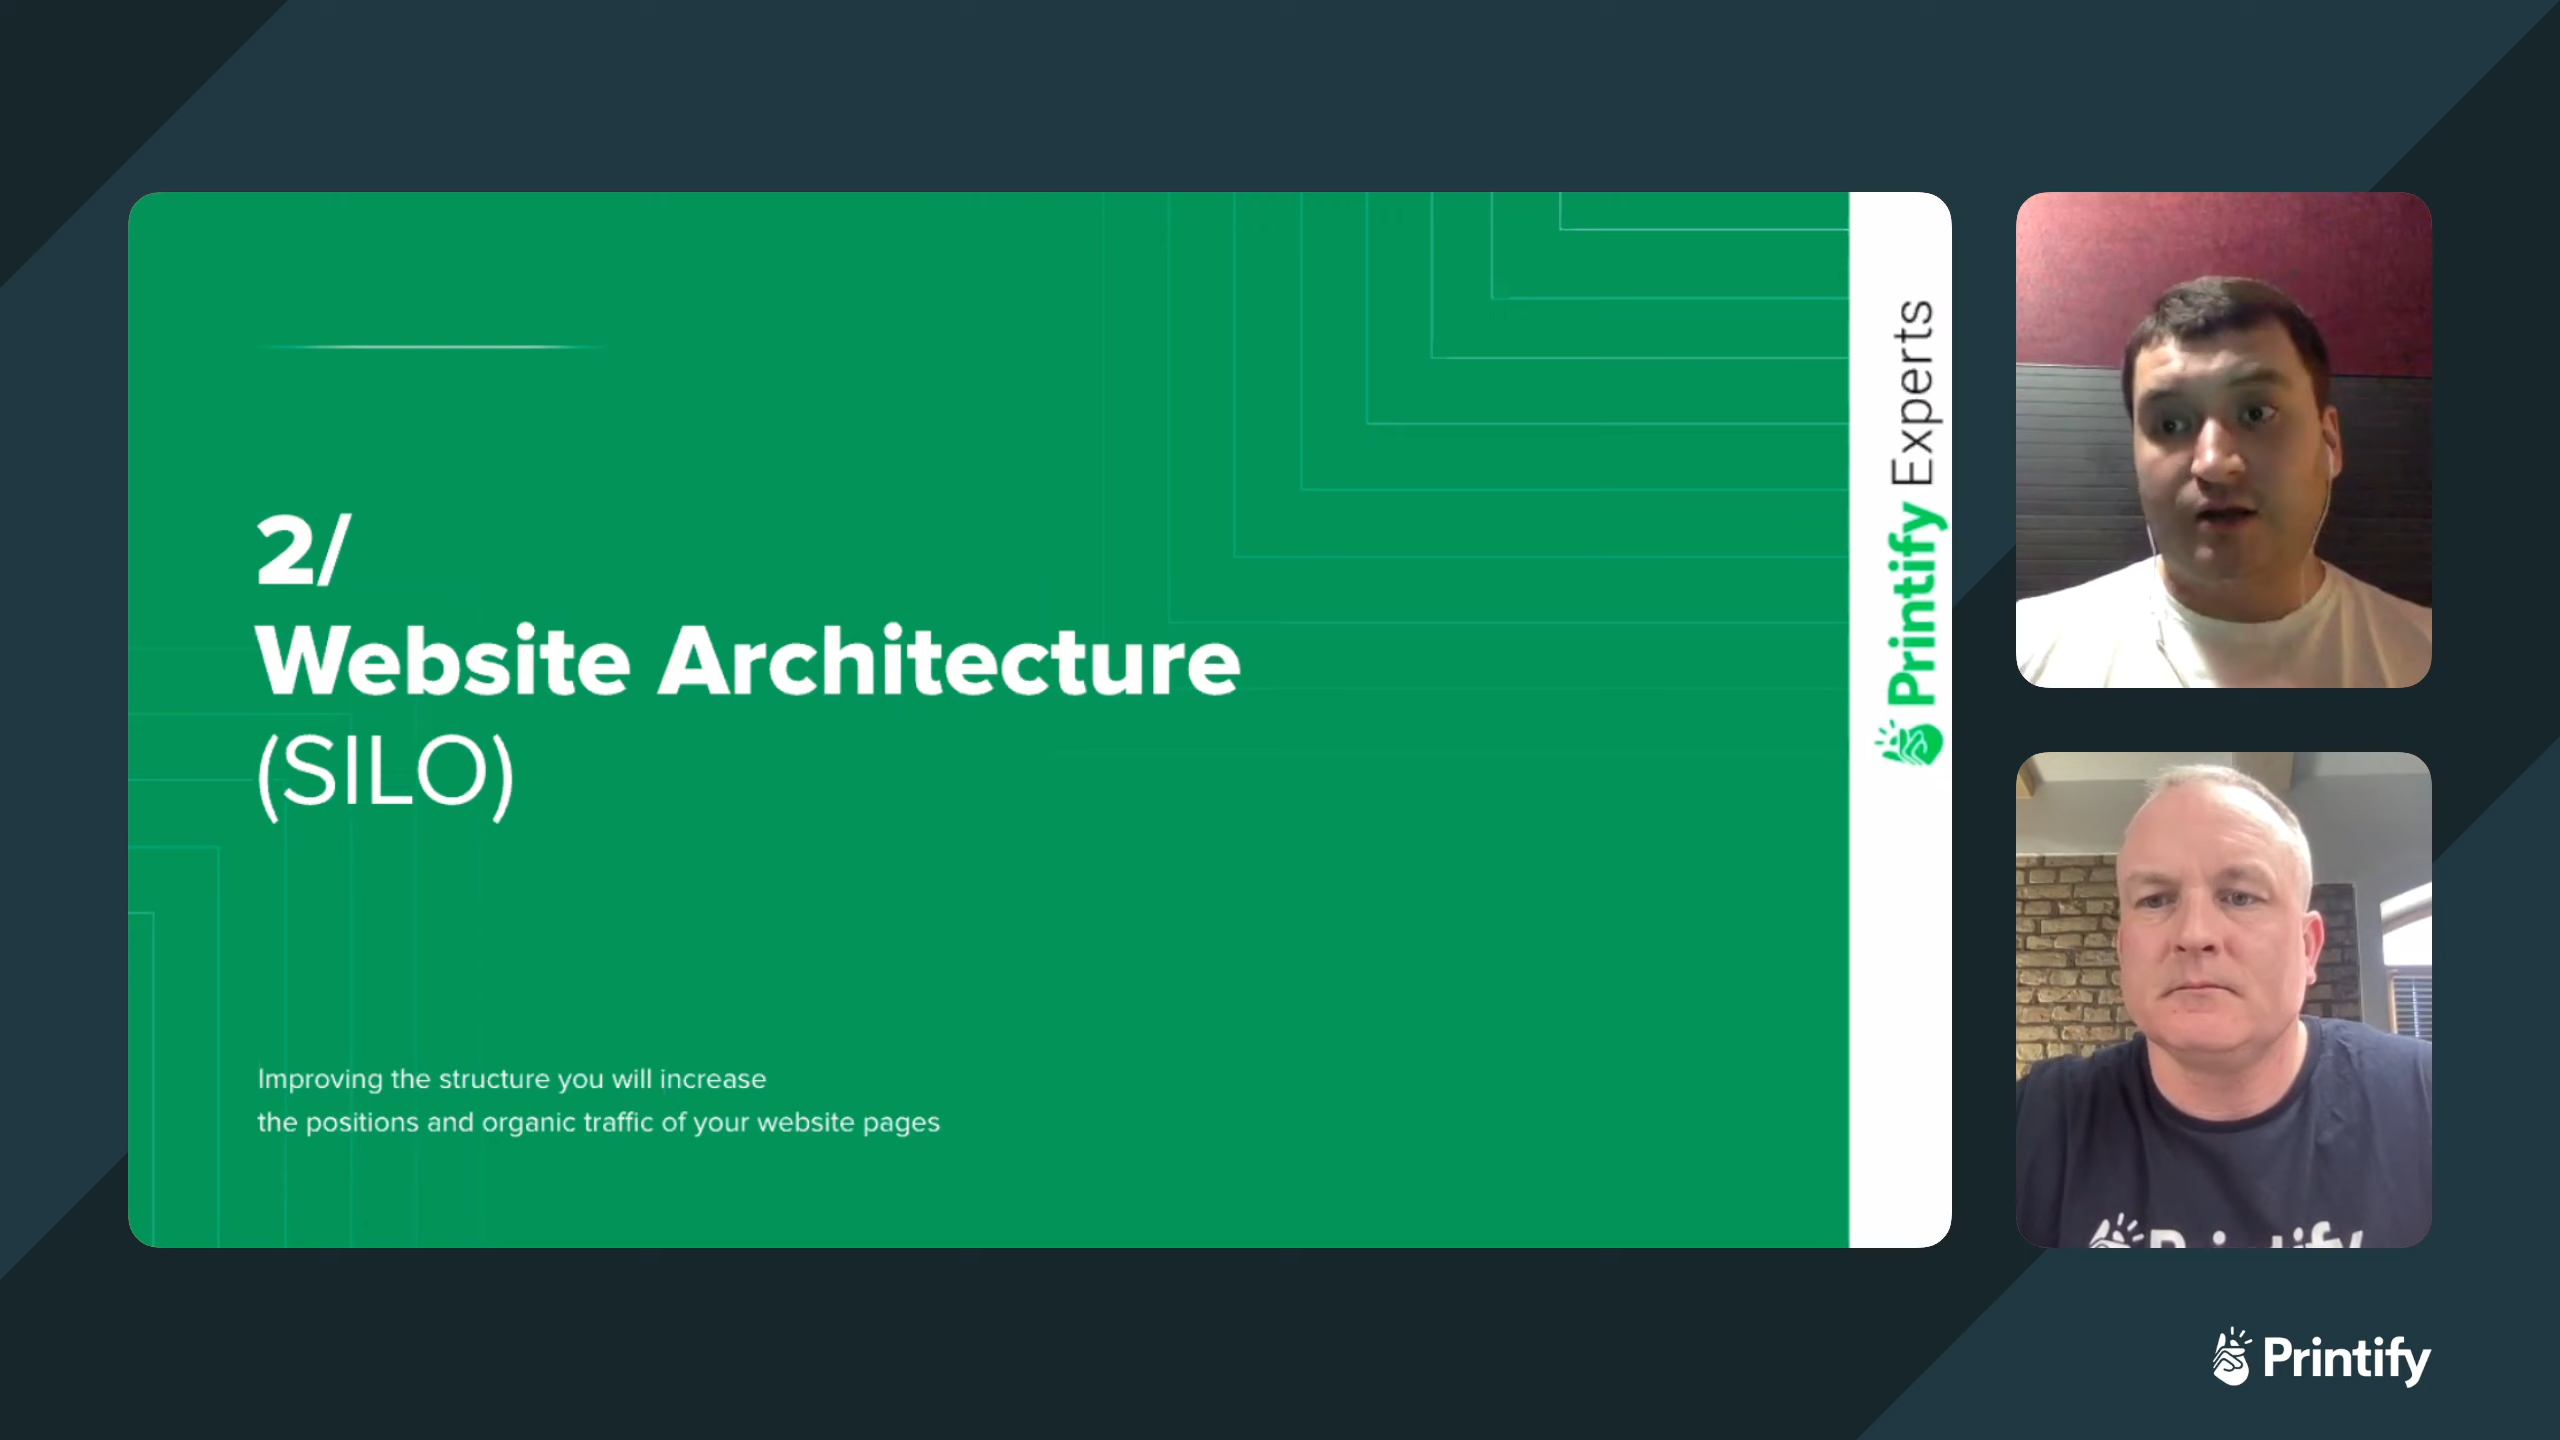 2/
Website Architecture
(SILO)
Improving the structure you will increase
the positions and organic traffic of your website pages
Printify Experts
Printify
Printify